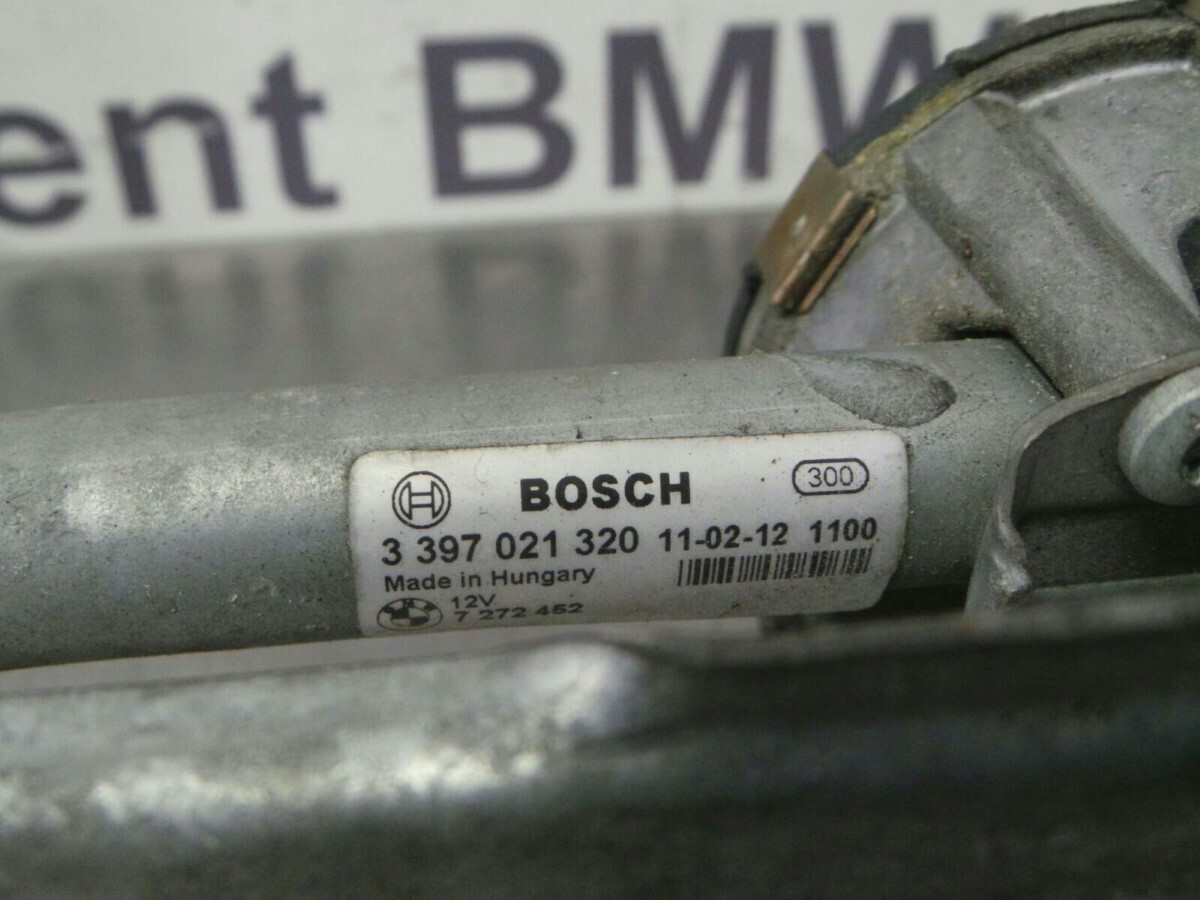 ent BMW
BOSCH 300
3 397 021 320 11-02-12 1100
Made in Hungary
12V
7 272 452